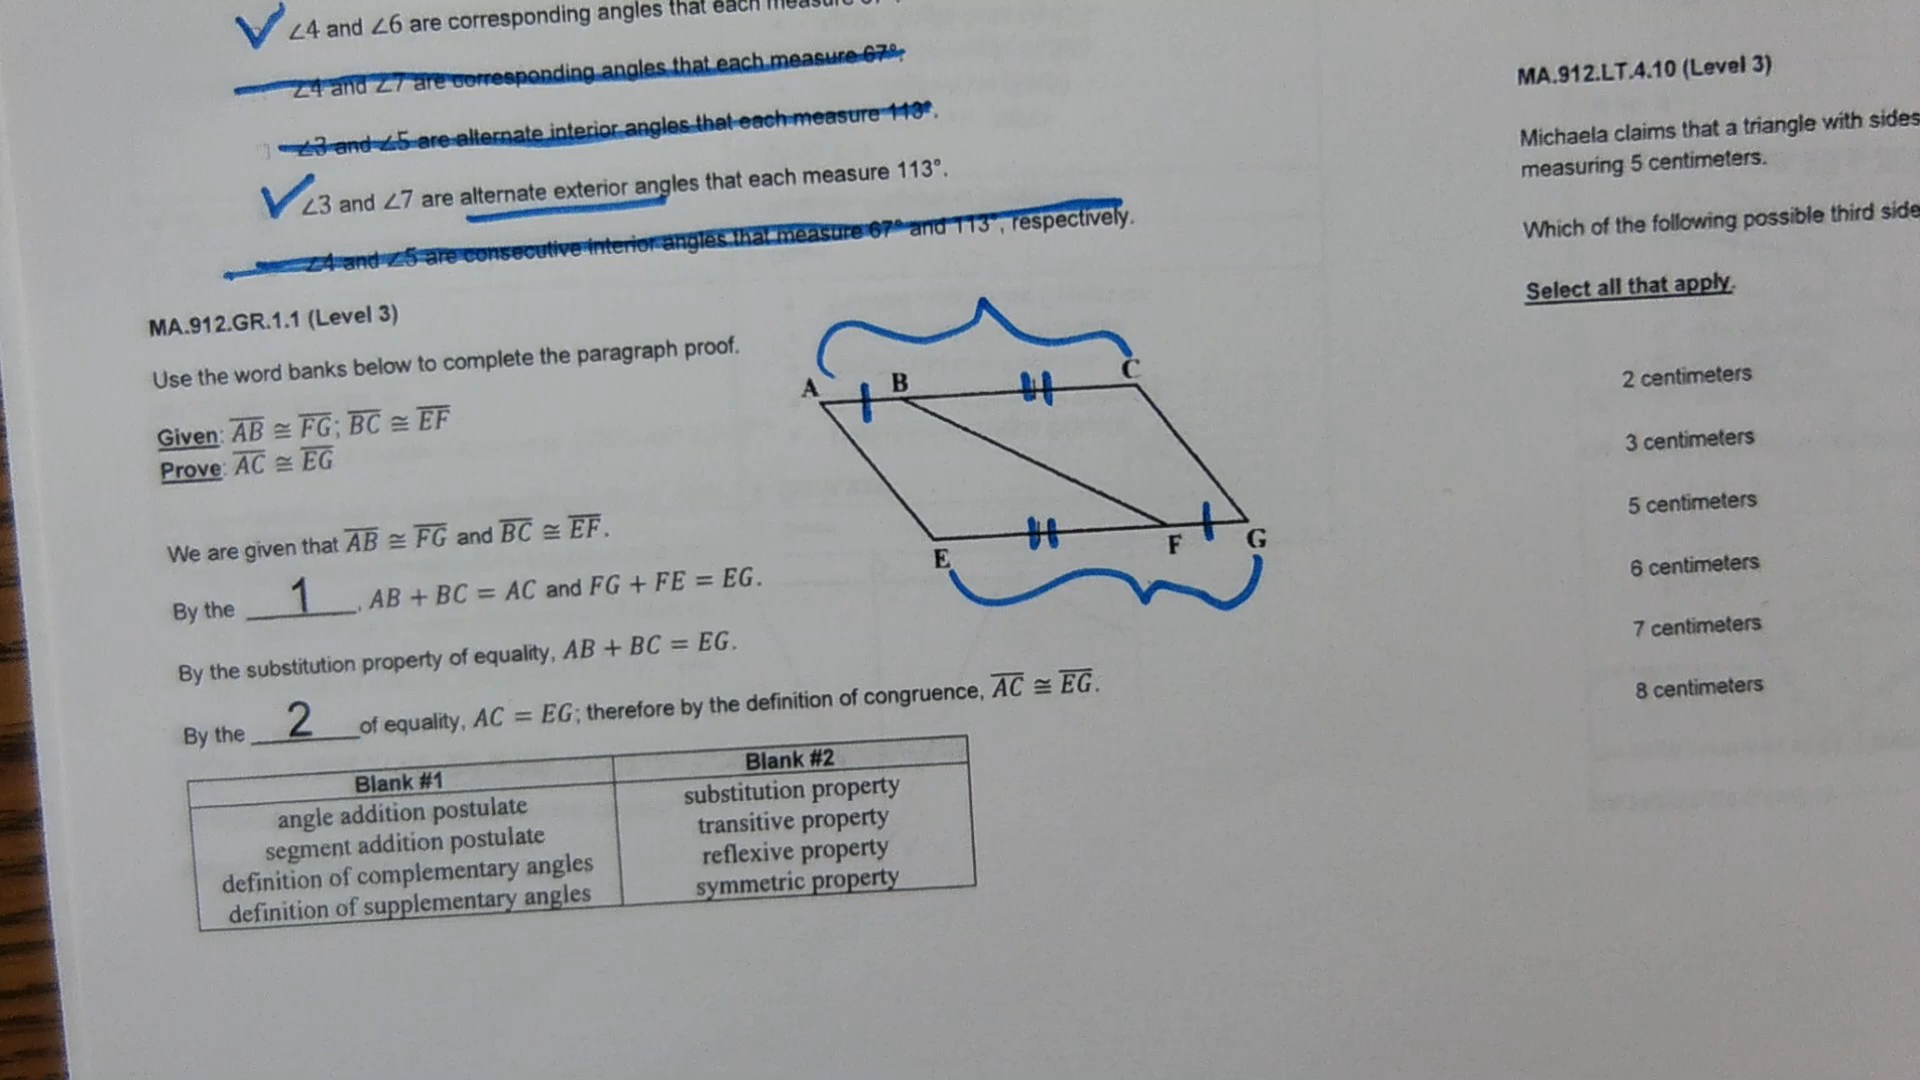 ∠4 and ∠6 are corresponding angles that each
∠4 and ∠7 are corresponding angles that each measure 67°.
∠3 and ∠5 are alternate interior angles that each measure 113°.
∠3 and ∠7 are alternate exterior angles that each measure 113°.
∠4 and ∠5 are consecutive interior angles that measure 67° and 113°, respectively.
MA.912.GR.1.1 (Level 3)
Use the word banks below to complete the paragraph proof.
Given: AB ≅ FG; BC ≅ EF
Prove: AC ≅ EG
A B C
E F G
We are given that AB ≅ FG and BC ≅ EF.
By the 1, AB + BC = AC and FG + FE = EG.
By the substitution property of equality, AB + BC = EG.
By the 2 of equality, AC = EG; therefore by the definition of congruence, AC ≅ EG.
Blank #1
angle addition postulate
segment addition postulate
definition of complementary angles
definition of supplementary angles
Blank #2
substitution property
transitive property
reflexive property
symmetric property
MA.912.LT.4.10 (Level 3)
Michaela claims that a triangle with sides
measuring 5 centimeters.
Which of the following possible third side
Select all that apply.
2 centimeters
3 centimeters
5 centimeters
6 centimeters
7 centimeters
8 centimeters